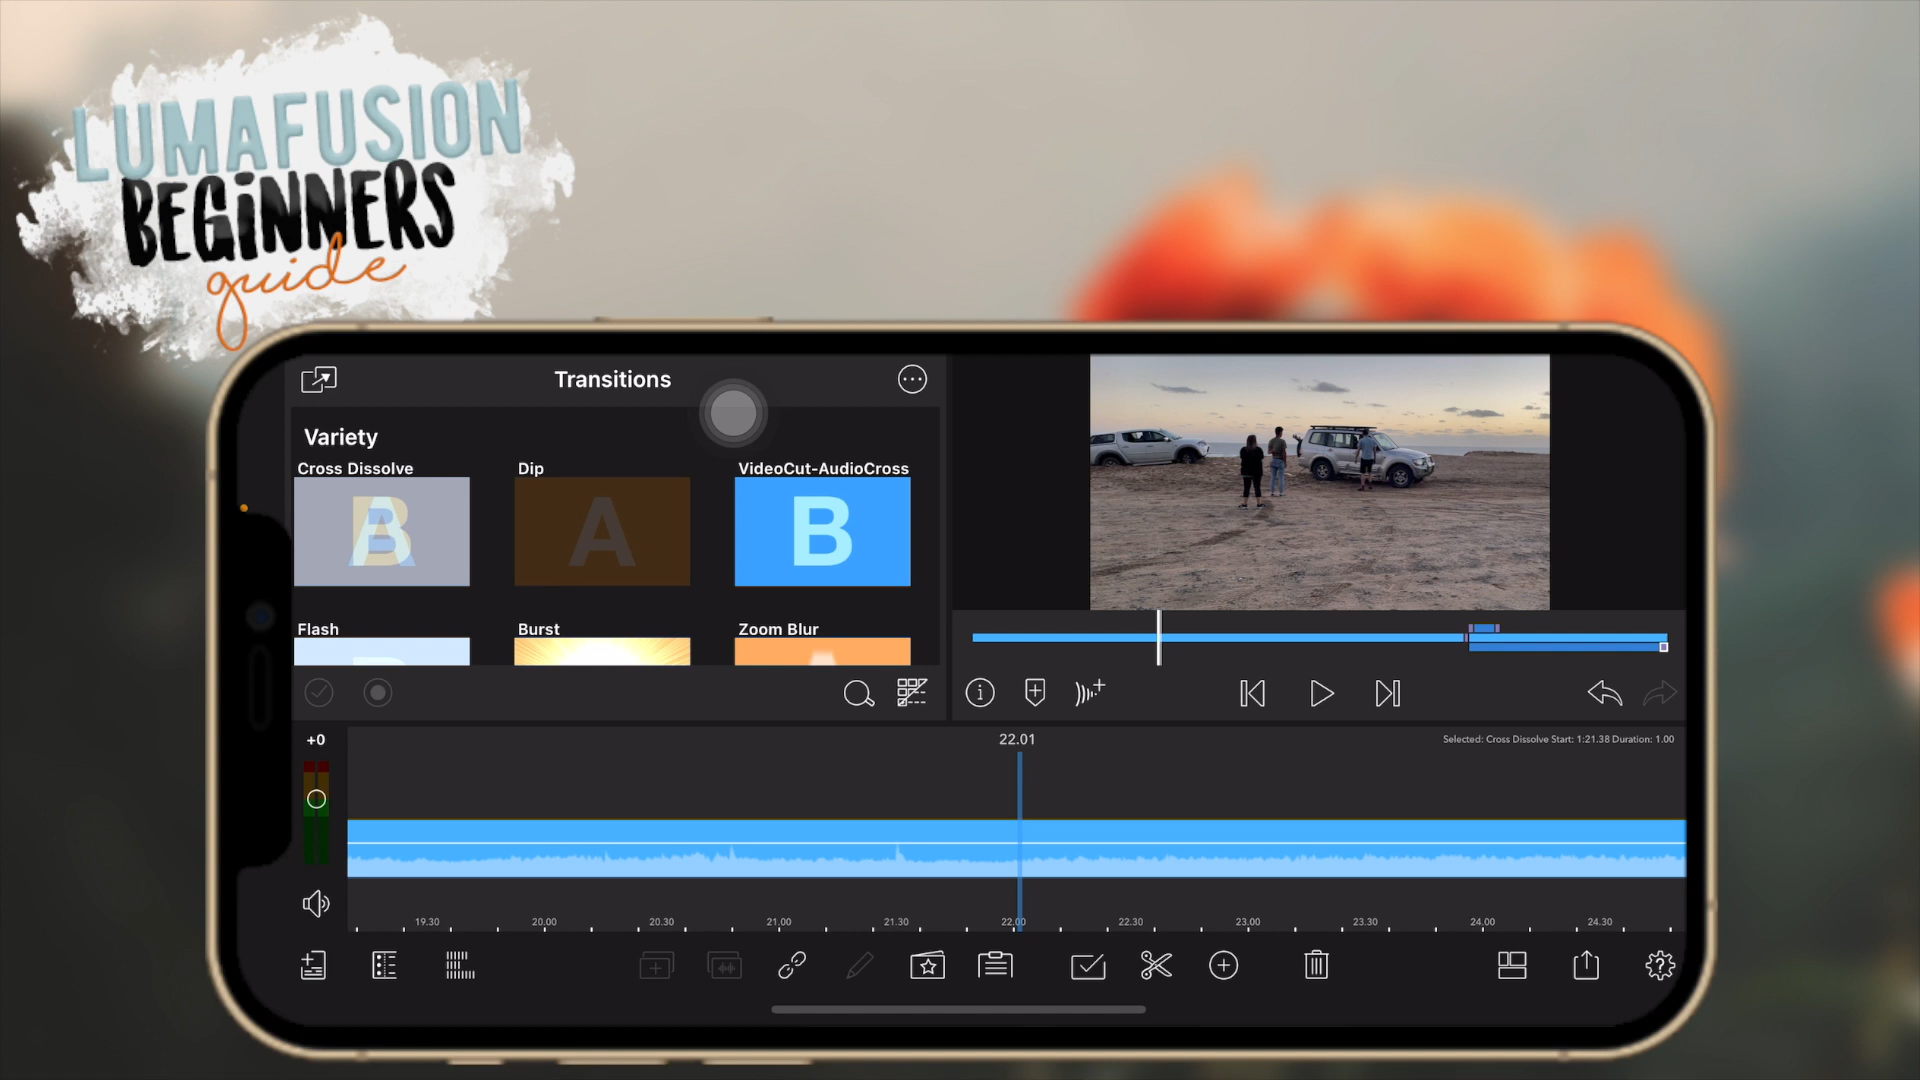 LUMAFUSION
BEGINNERS
guide
Transitions
Variety
Cross Dissolve
Dip
VideoCut-AudioCross
A B
A
B
Flash
Burst
Zoom Blur
+0
22.01
Selected: Cross Dissolve Start: 1:21.38 Duration: 1.00
19.30
20.00
20.30
21.00
21.30
22.00
22.30
23.00
23.30
24.00
24.30